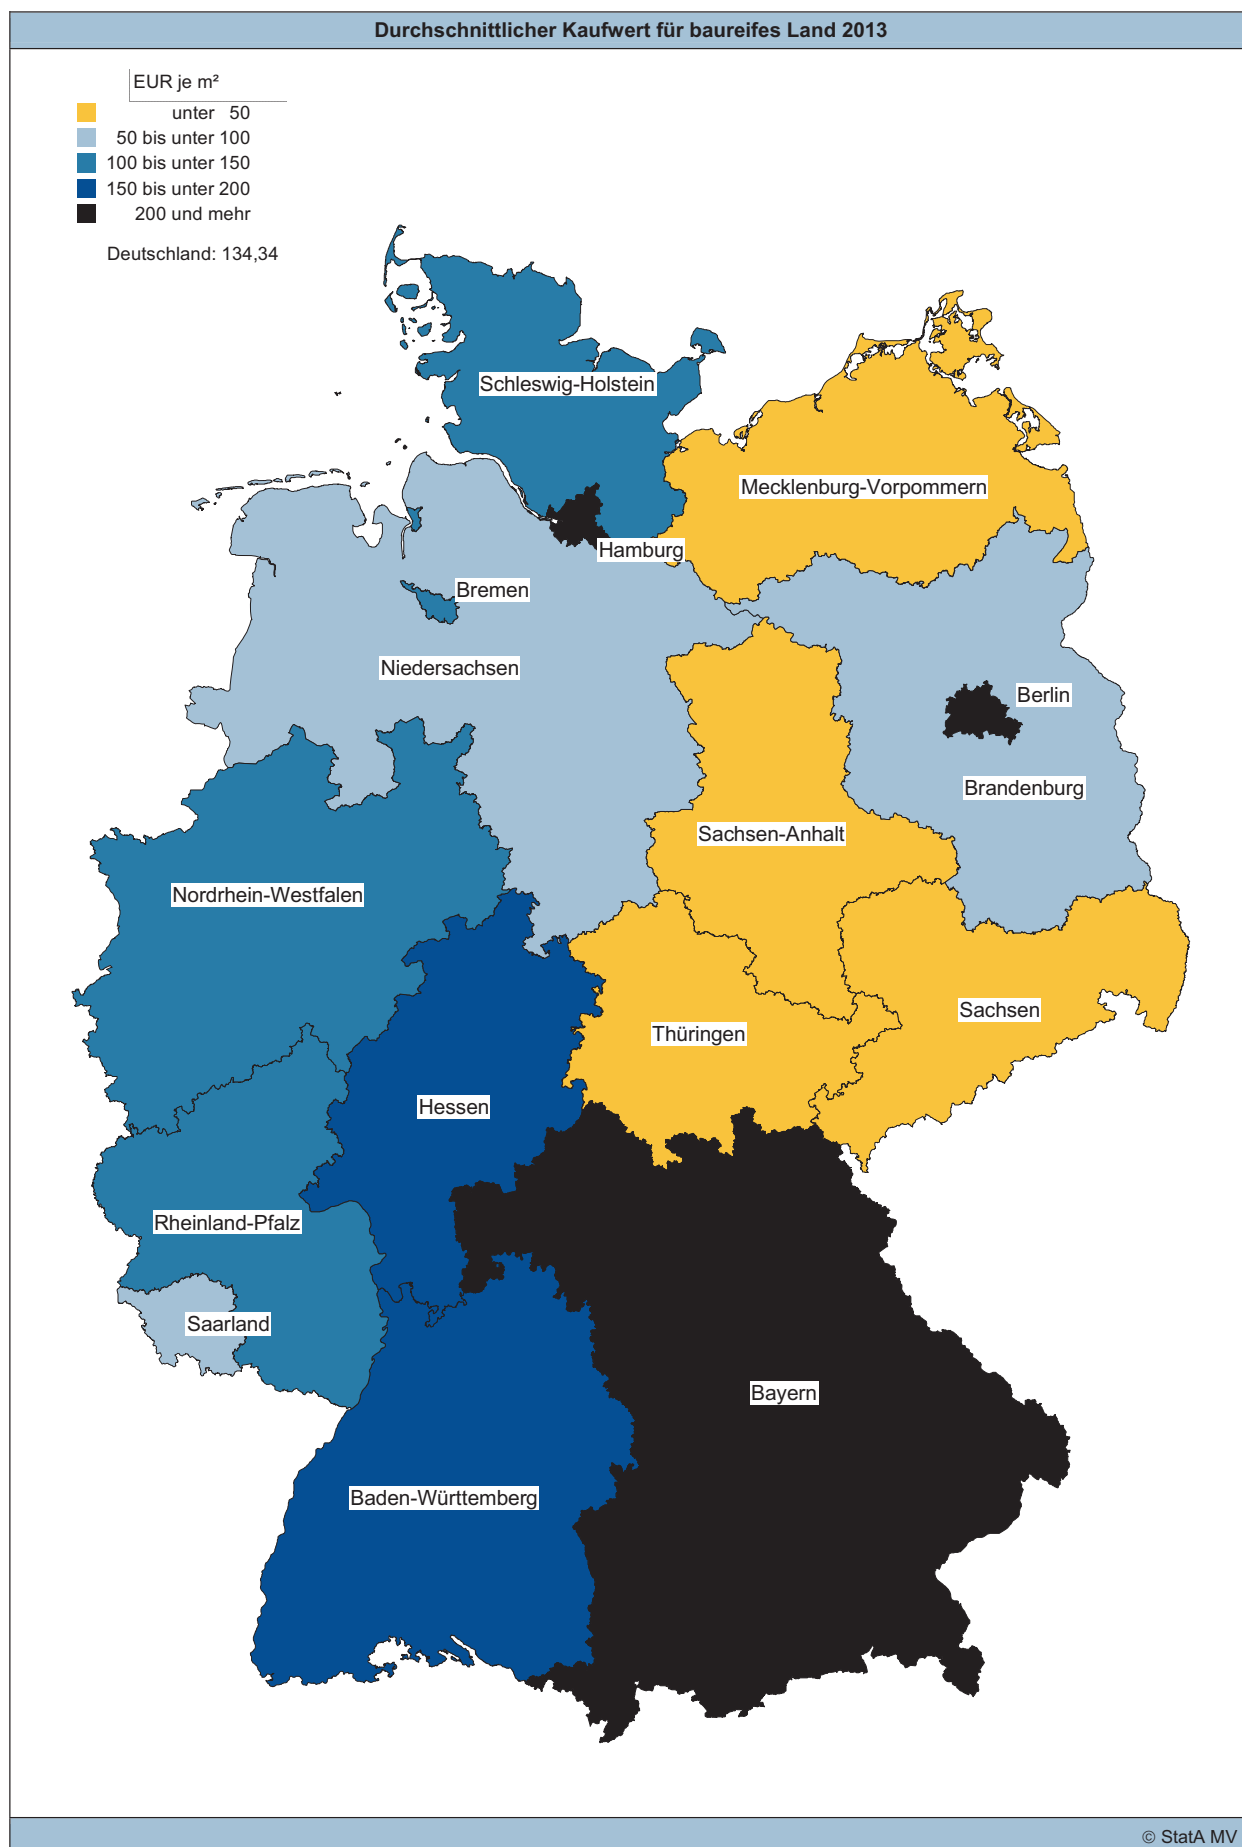 Durchschnittlicher Kaufwert für baureifes Land 2013
EUR je m²
unter 50
50 bis unter 100
100 bis unter 150
150 bis unter 200
200 und mehr
Deutschland: 134,34
Schleswig-Holstein
Mecklenburg-Vorpommern
Hamburg
Bremen
Niedersachsen
Berlin
Brandenburg
Sachsen-Anhalt
Nordrhein-Westfalen
Sachsen
Thüringen
Hessen
Rheinland-Pfalz
Saarland
Bayern
Baden-Württemberg
© StatA MV